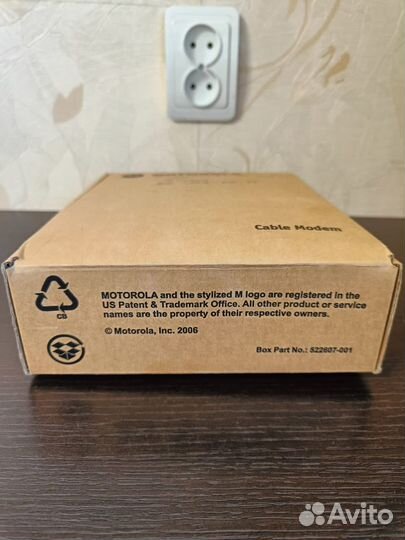 Cable Modem
MOTOROLA and the stylized M logo are registered in the
US Patent & Trademark Office. All other product or service
names are the property of their respective owners.
© Motorola, Inc. 2006
CB
Box Part No.: 522607-001
Avito